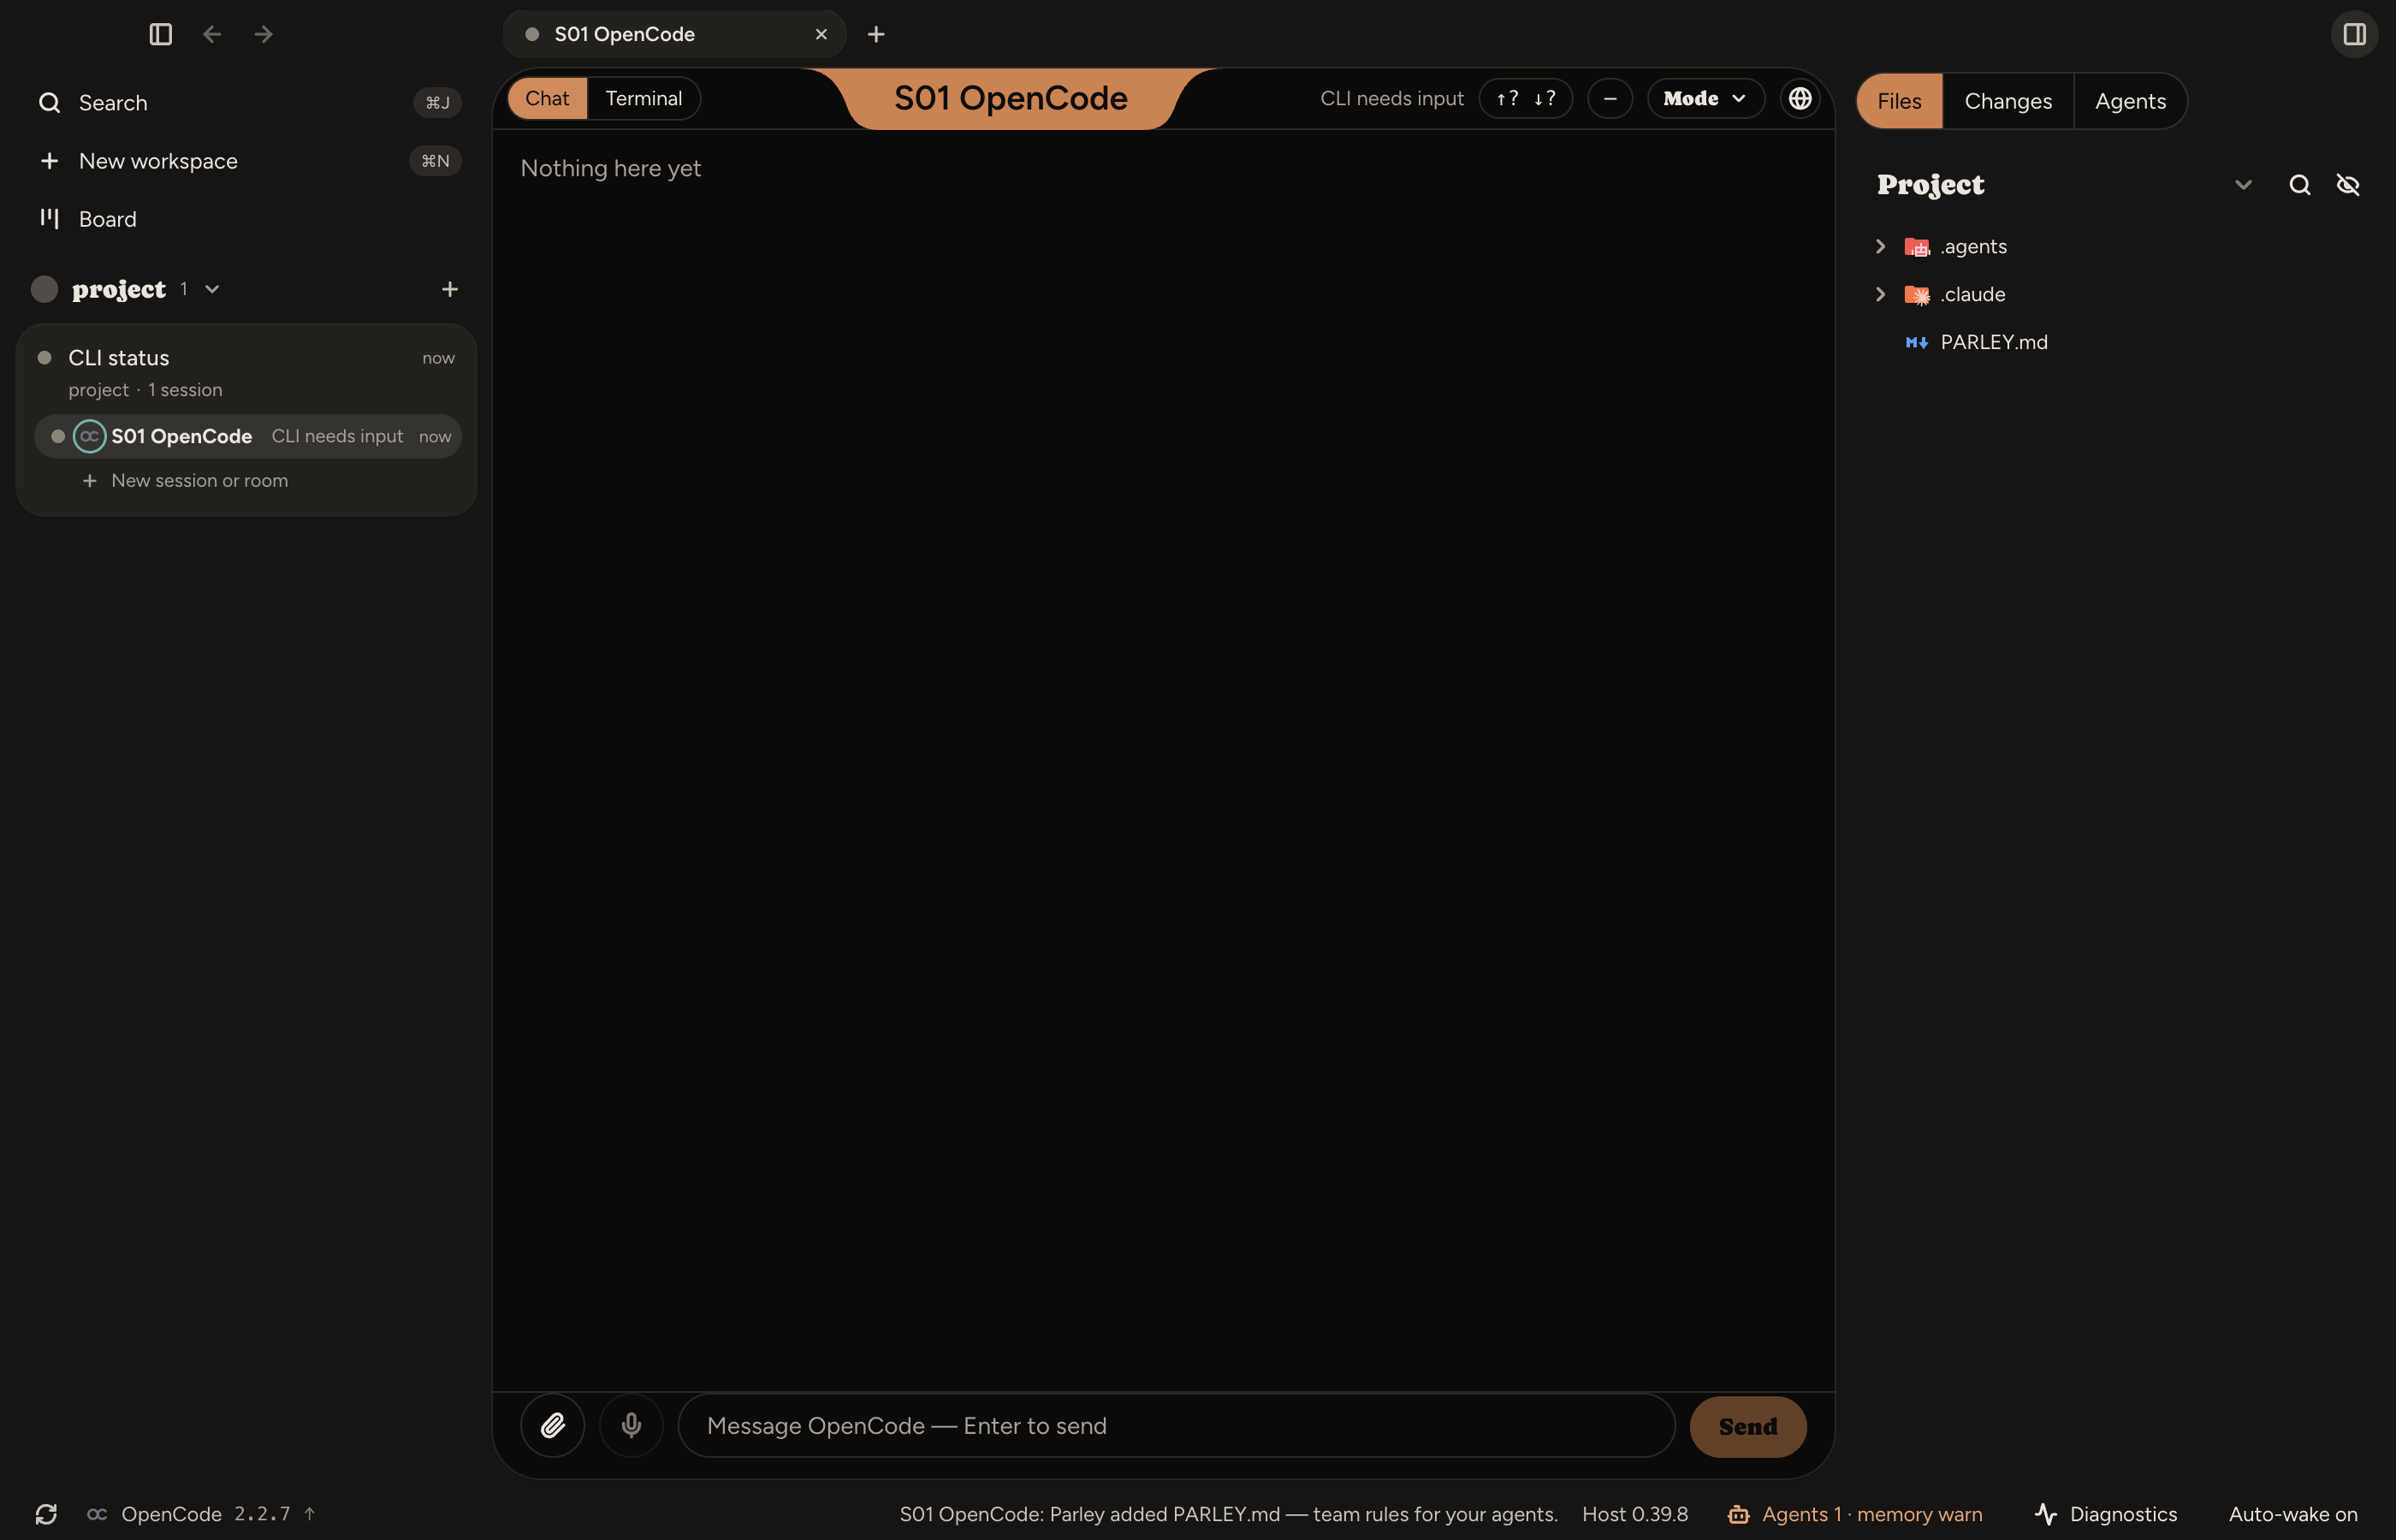 S01 OpenCode
Search ⌘J
New workspace ⌘N
Board
project 1
CLI status now
project · 1 session
S01 OpenCode CLI needs input now
New session or room
Chat Terminal
S01 OpenCode
CLI needs input ↑? ↓? – Mode
Nothing here yet
Message OpenCode — Enter to send
Send
Files Changes Agents
Project
.agents
.claude
PARLEY.md
OpenCode 2.2.7 ↑
S01 OpenCode: Parley added PARLEY.md — team rules for your agents. Host 0.39.8 Agents 1 · memory warn Diagnostics Auto-wake on